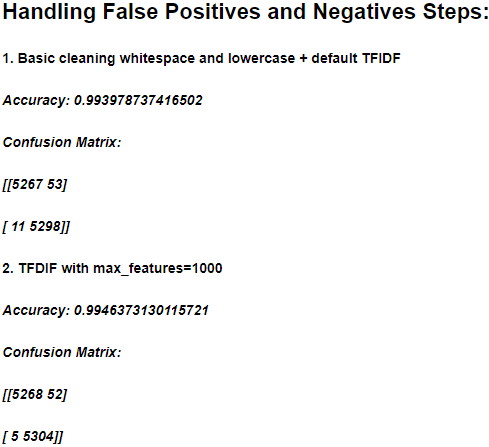 Handling False Positives and Negatives Steps:
1. Basic cleaning whitespace and lowercase + default TFIDF
Accuracy: 0.993978737416502
Confusion Matrix:
[[5267 53]
[ 11 5298]]
2. TFDIF with max_features=1000
Accuracy: 0.9946373130115721
Confusion Matrix:
[[5268 52]
[ 5 5304]]